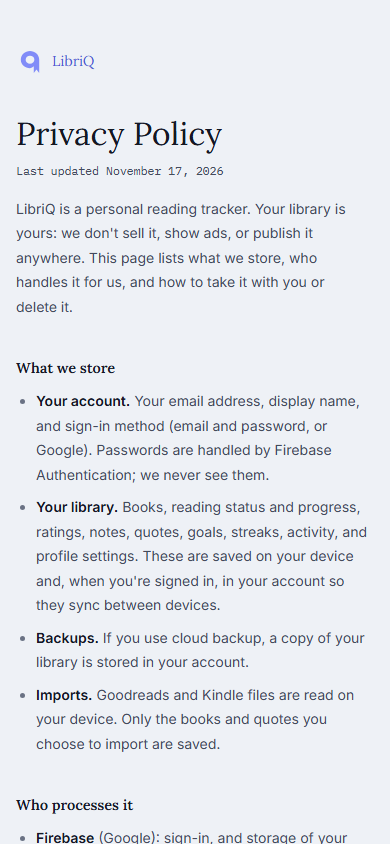 LibriQ
Privacy Policy
Last updated November 17, 2026
LibriQ is a personal reading tracker. Your library is
yours: we don't sell it, show ads, or publish it
anywhere. This page lists what we store, who
handles it for us, and how to take it with you or
delete it.
What we store
• Your account. Your email address, display name,
and sign-in method (email and password, or
Google). Passwords are handled by Firebase
Authentication; we never see them.
• Your library. Books, reading status and progress,
ratings, notes, quotes, goals, streaks, activity, and
profile settings. These are saved on your device
and, when you're signed in, in your account so
they sync between devices.
• Backups. If you use cloud backup, a copy of your
library is stored in your account.
• Imports. Goodreads and Kindle files are read on
your device. Only the books and quotes you
choose to import are saved.
Who processes it
• Firebase (Google): sign-in, and storage of your